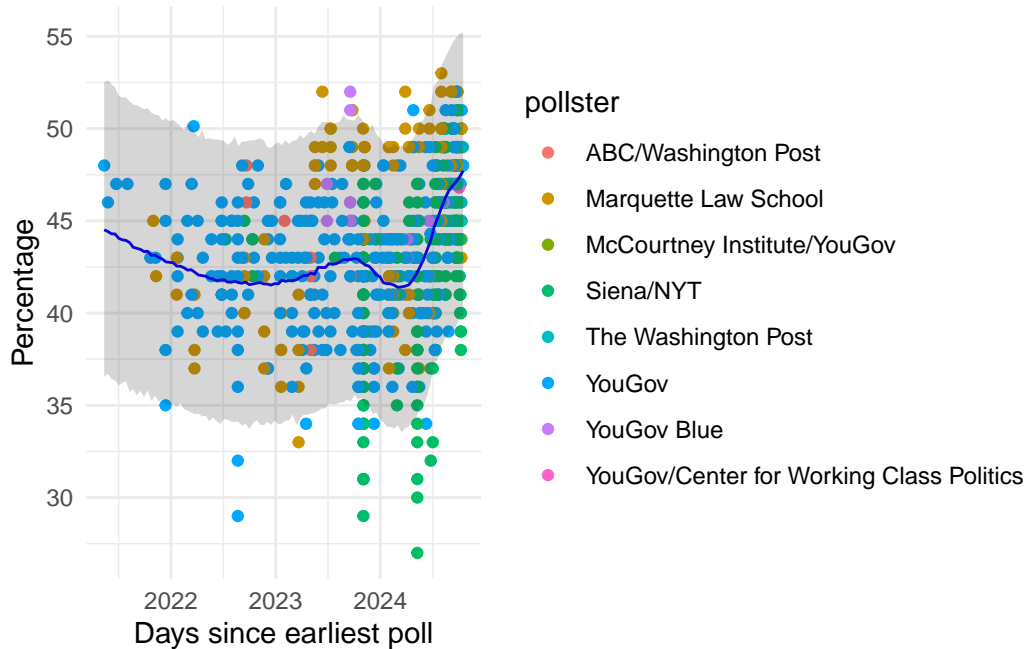 55
50
45
40
35
30
Percentage
2022
2023
2024
Days since earliest poll
pollster
ABC/Washington Post
Marquette Law School
McCourtney Institute/YouGov
Siena/NYT
The Washington Post
YouGov
YouGov Blue
YouGov/Center for Working Class Politics